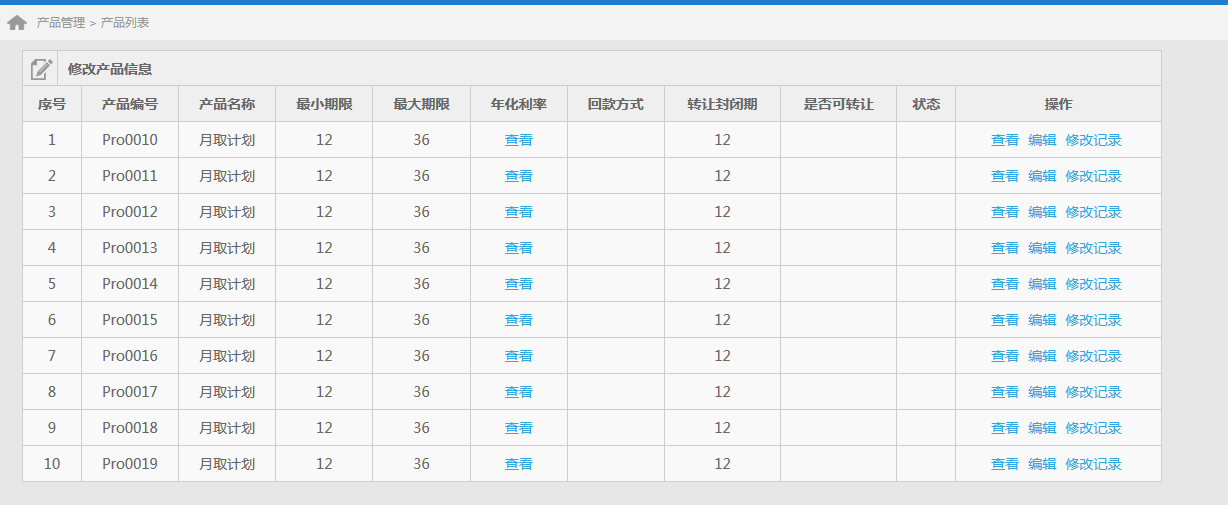 产品管理 > 产品列表
修改产品信息
序号 产品编号 产品名称 最小期限 最大期限 年化利率 回款方式 转让封闭期 是否可转让 状态 操作
1 Pro0010 月取计划 12 36 查看 12 查看 编辑 修改记录
2 Pro0011 月取计划 12 36 查看 12 查看 编辑 修改记录
3 Pro0012 月取计划 12 36 查看 12 查看 编辑 修改记录
4 Pro0013 月取计划 12 36 查看 12 查看 编辑 修改记录
5 Pro0014 月取计划 12 36 查看 12 查看 编辑 修改记录
6 Pro0015 月取计划 12 36 查看 12 查看 编辑 修改记录
7 Pro0016 月取计划 12 36 查看 12 查看 编辑 修改记录
8 Pro0017 月取计划 12 36 查看 12 查看 编辑 修改记录
9 Pro0018 月取计划 12 36 查看 12 查看 编辑 修改记录
10 Pro0019 月取计划 12 36 查看 12 查看 编辑 修改记录